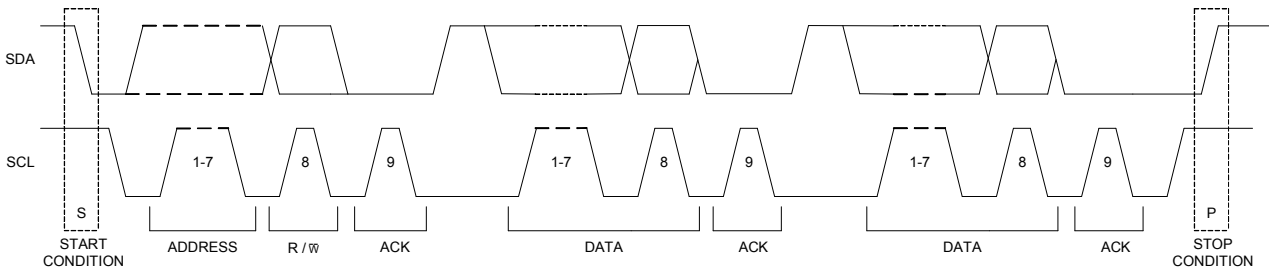 SDA
SCL
1-7 8 9 1-7 8 9 1-7 8 9
S P
START CONDITION ADDRESS R / W̅ ACK DATA ACK DATA ACK STOP CONDITION